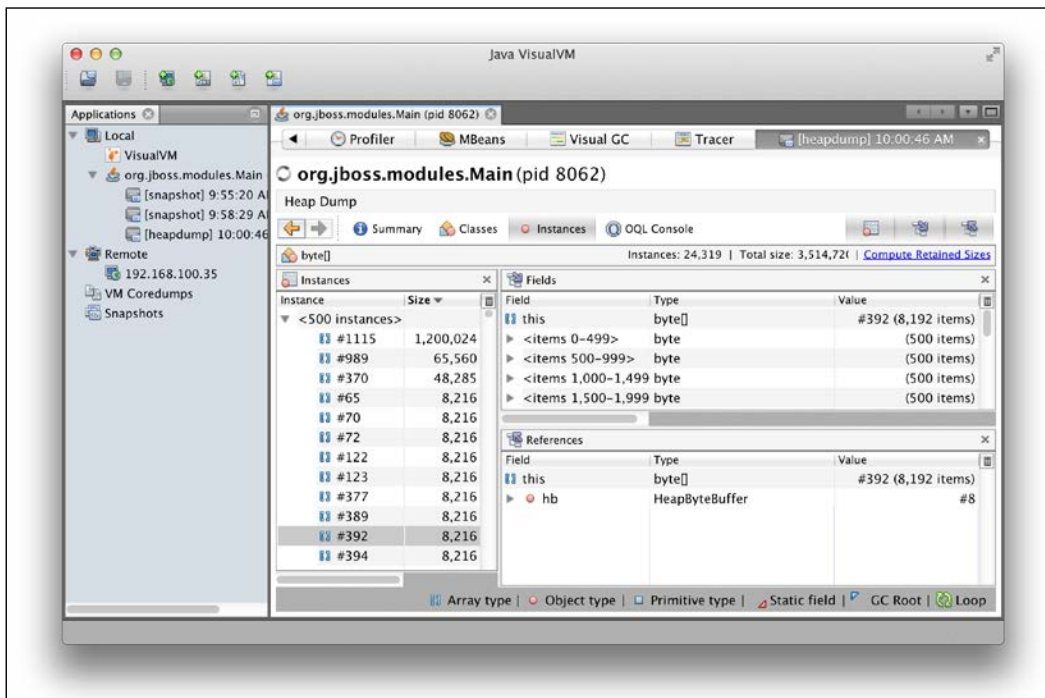 Java VisualVM
Applications
Local
VisualVM
org.jboss.modules.Main
[snapshot] 9:55:20 A
[snapshot] 9:58:29 A
[heapdump] 10:00:46
Remote
192.168.100.35
VM Coredumps
Snapshots
org.jboss.modules.Main (pid 8062)
Profiler MBeans Visual GC Tracer [heapdump] 10:00:46 AM
org.jboss.modules.Main (pid 8062)
Heap Dump
Summary Classes Instances OQL Console
byte[] Instances: 24,319 | Total size: 3,514,72( | Compute Retained Sizes
Instances
Instance Size
<500 instances>
#1115 1,200,024
#989 65,560
#370 48,285
#65 8,216
#70 8,216
#72 8,216
#122 8,216
#123 8,216
#377 8,216
#389 8,216
#392 8,216
#394 8,216
Fields
Field Type Value
this byte[] #392 (8,192 items)
<items 0-499> byte (500 items)
<items 500-999> byte (500 items)
<items 1,000-1,499 byte (500 items)
<items 1,500-1,999 byte (500 items)
References
Field Type Value
this byte[] #392 (8,192 items)
hb HeapByteBuffer #8
Array type | Object type | Primitive type | Static field | GC Root | Loop